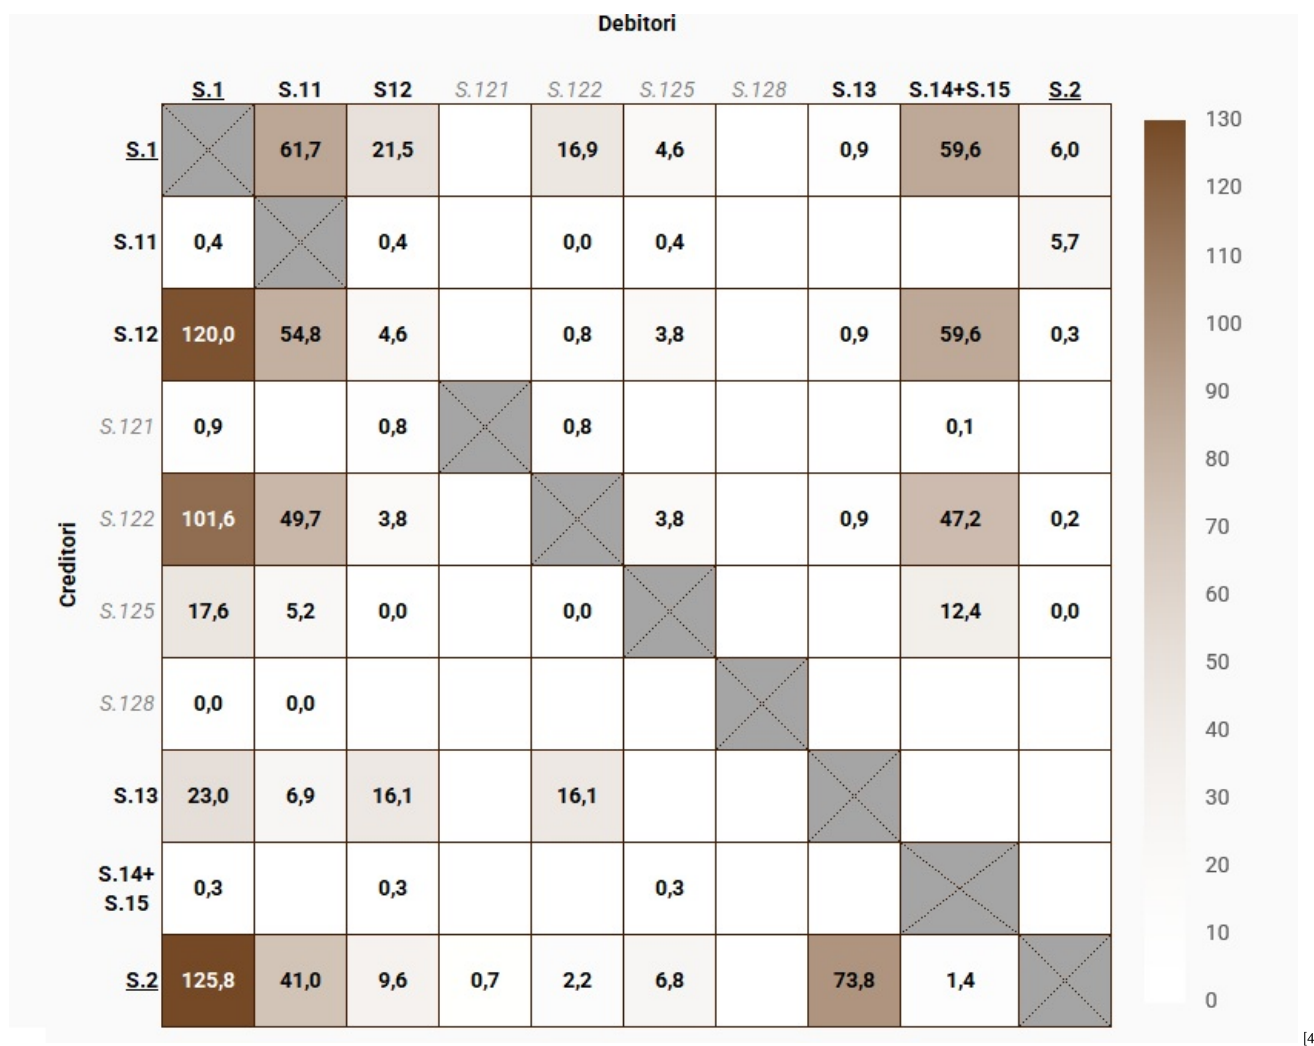 Debitori
S.1 S.11 S12 S.121 S.122 S.125 S.128 S.13 S.14+S.15 S.2
Creditori
S.1 61,7 21,5 16,9 4,6 0,9 59,6 6,0
S.11 0,4 0,4 0,0 0,4 5,7
S.12 120,0 54,8 4,6 0,8 3,8 0,9 59,6 0,3
S.121 0,9 0,8 0,8 0,1
S.122 101,6 49,7 3,8 3,8 0,9 47,2 0,2
S.125 17,6 5,2 0,0 0,0 12,4 0,0
S.128 0,0 0,0
S.13 23,0 6,9 16,1 16,1
S.14+
S.15 0,3 0,3 0,3
S.2 125,8 41,0 9,6 0,7 2,2 6,8 73,8 1,4
130
120
110
100
90
80
70
60
50
40
30
20
10
0
[4